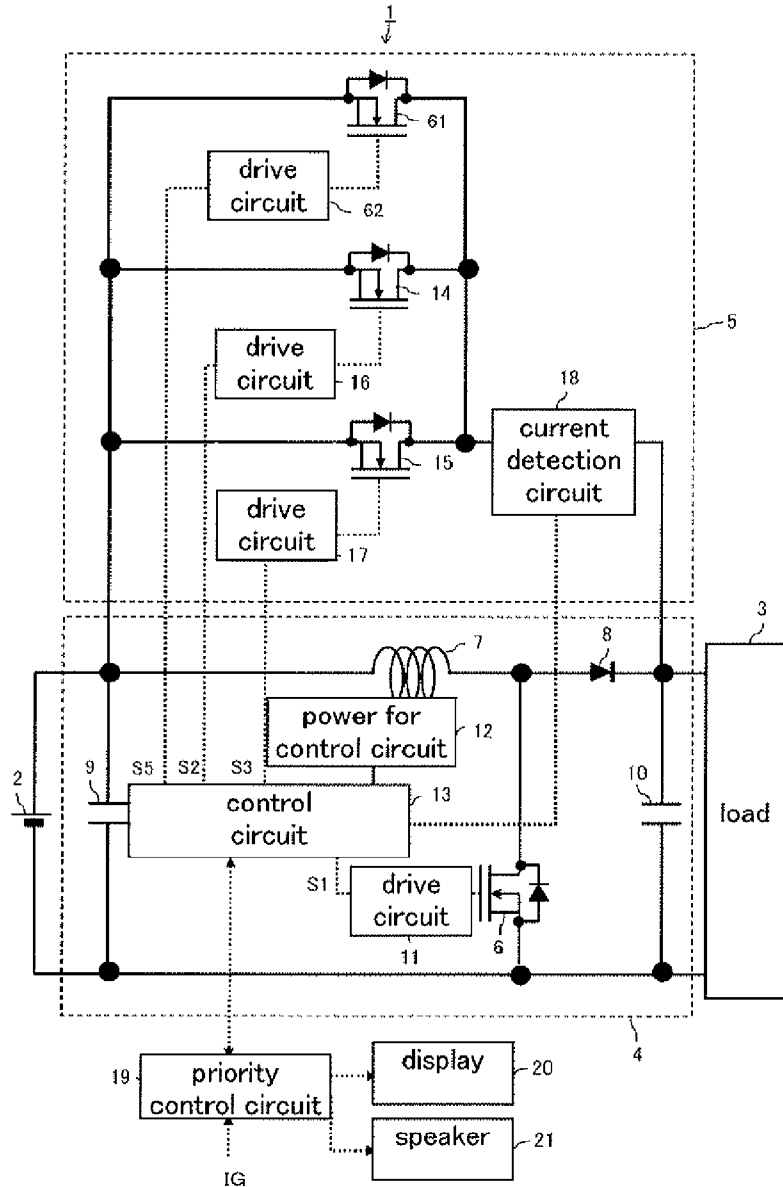 1
61
drive
circuit
62
14
5
drive
circuit
16
18
current
detection
circuit
15
drive
circuit
17
7
8
3
power for
control circuit
12
S5 S2 S3
2
9
control
circuit
13
10
load
S1
drive
circuit
11
6
4
19
priority
control circuit
display
20
speaker
21
IG